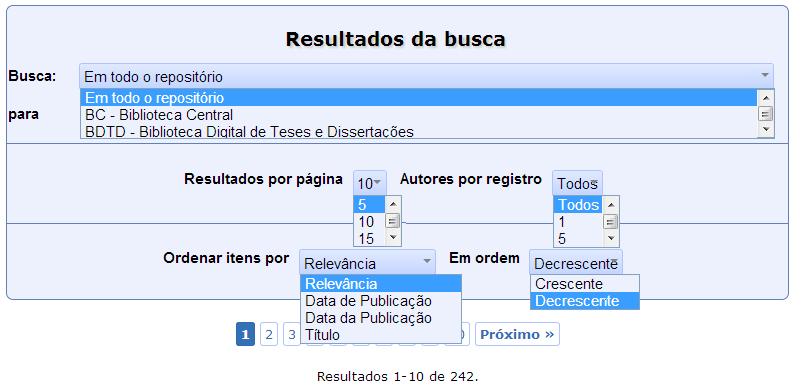 Resultados da busca
Busca: Em todo o repositório
Em todo o repositório
para BC - Biblioteca Central
BDTD - Biblioteca Digital de Teses e Dissertações
Resultados por página 10 Autores por registro Todos
5 Todos
10 1
15 5
Ordenar itens por Relevância Em ordem Decrescente
Relevância Crescente
Data de Publicação Decrescente
Data da Publicação
Título
1 2 3 Próximo »
Resultados 1-10 de 242.